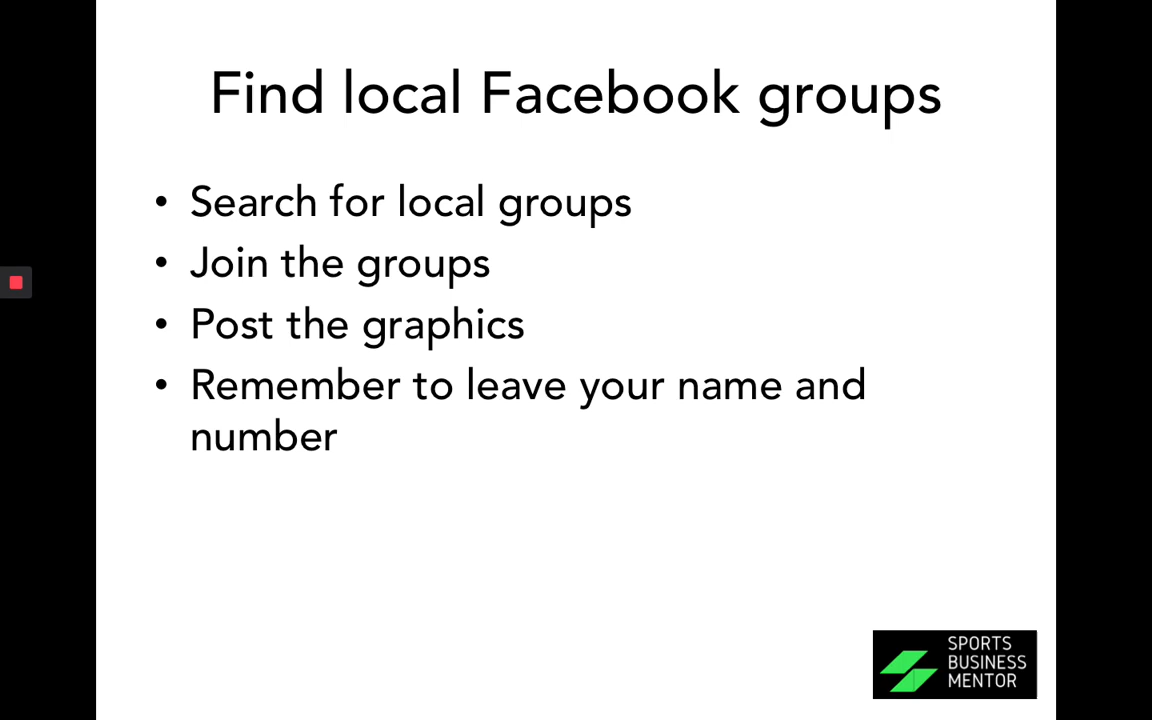 Find local Facebook groups
• Search for local groups
• Join the groups
• Post the graphics
• Remember to leave your name and
number
SPORTS
BUSINESS
MENTOR